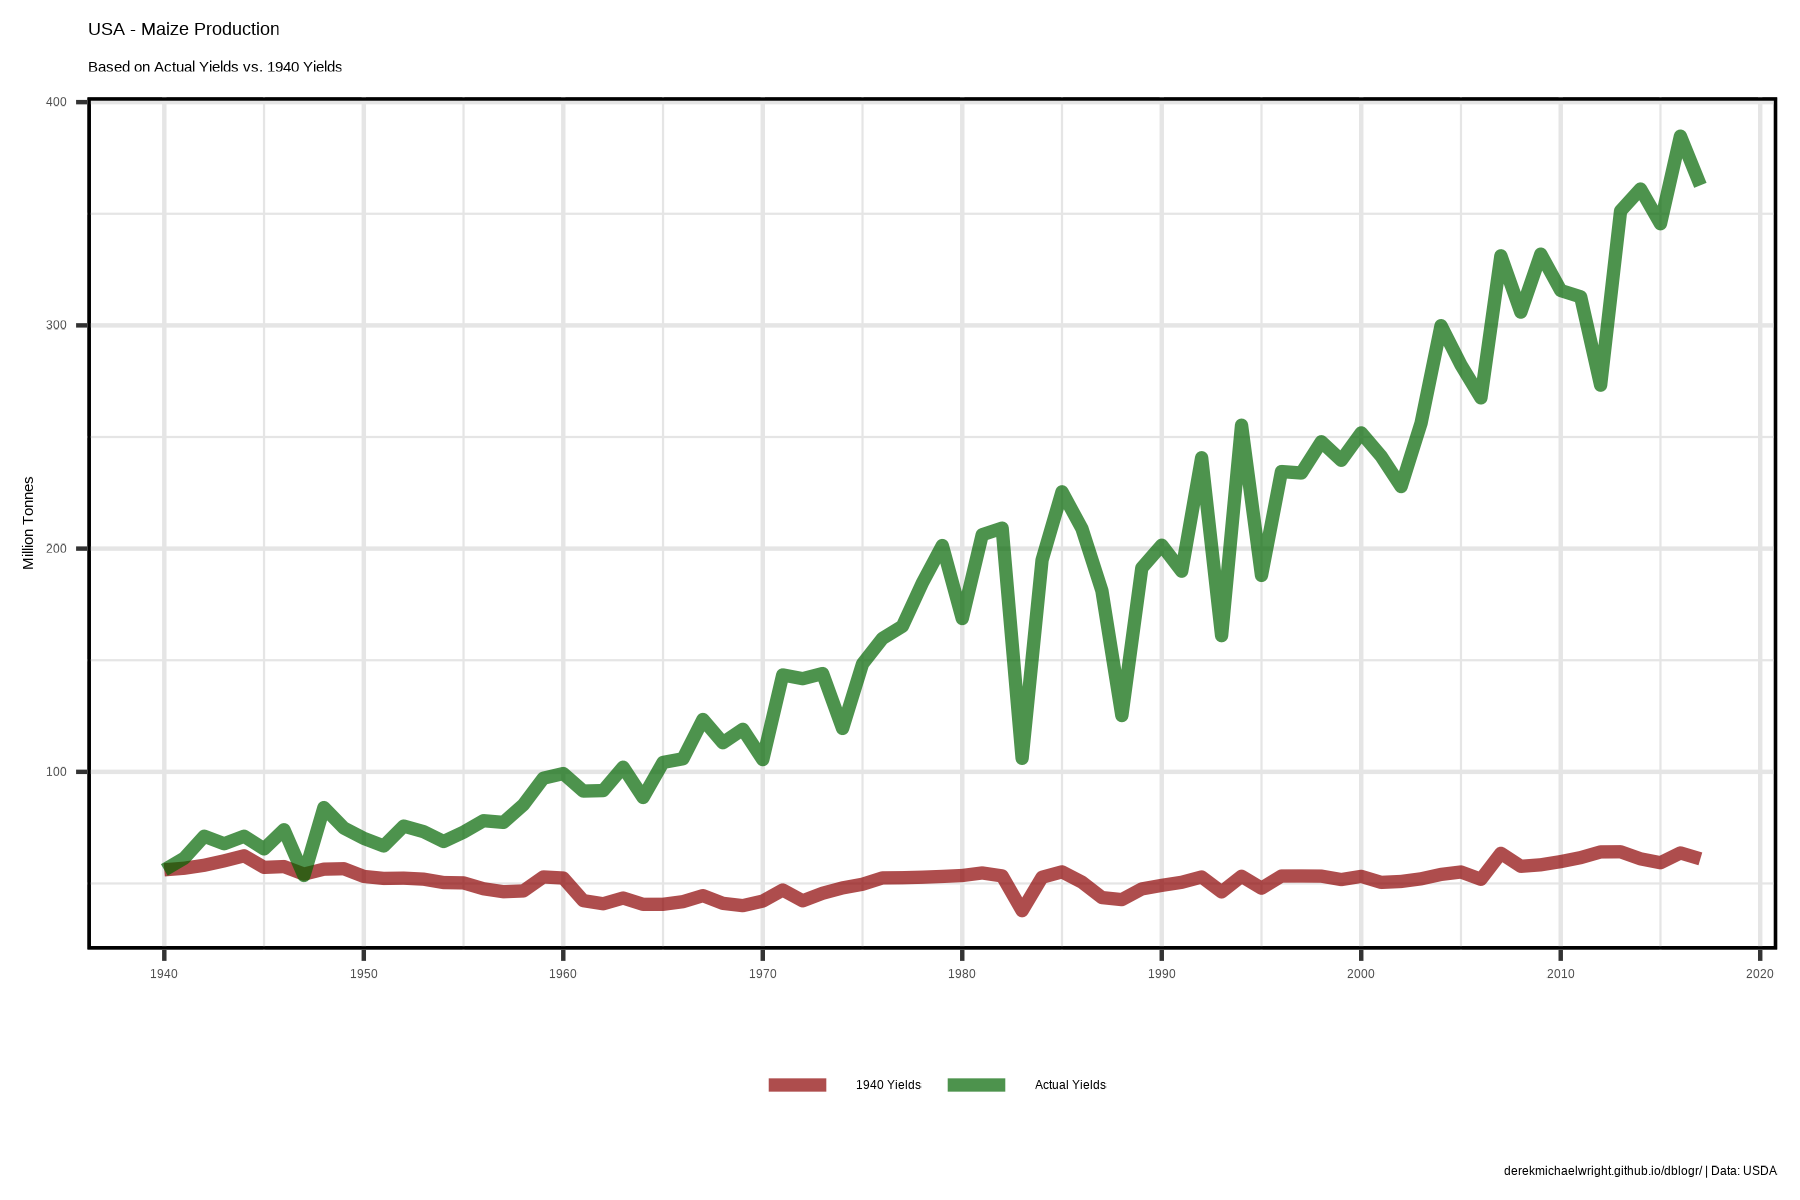 USA - Maize Production
Based on Actual Yields vs. 1940 Yields
Million Tonnes
400
300
200
100
1940 1950 1960 1970 1980 1990 2000 2010 2020
1940 Yields Actual Yields
derekmichaelwright.github.io/dblogr/ | Data: USDA